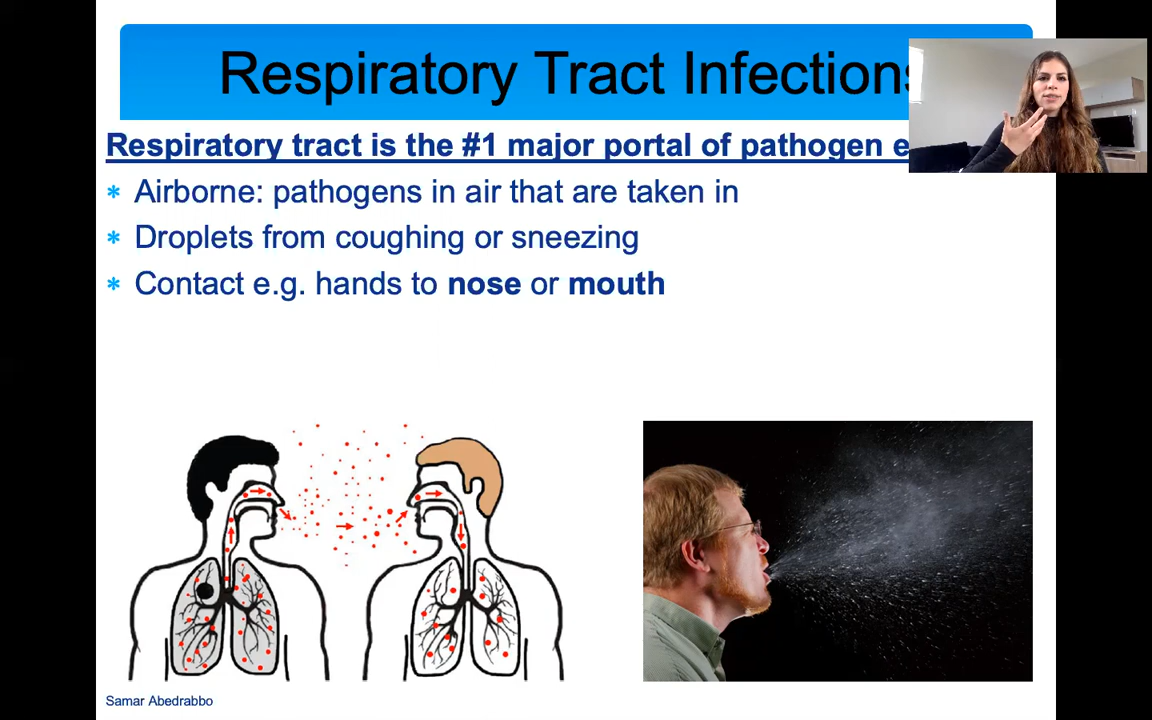 Respiratory Tract Infections
Respiratory tract is the #1 major portal of pathogen
* Airborne: pathogens in air that are taken in
* Droplets from coughing or sneezing
* Contact e.g. hands to nose or mouth
Samar Abedrabbo